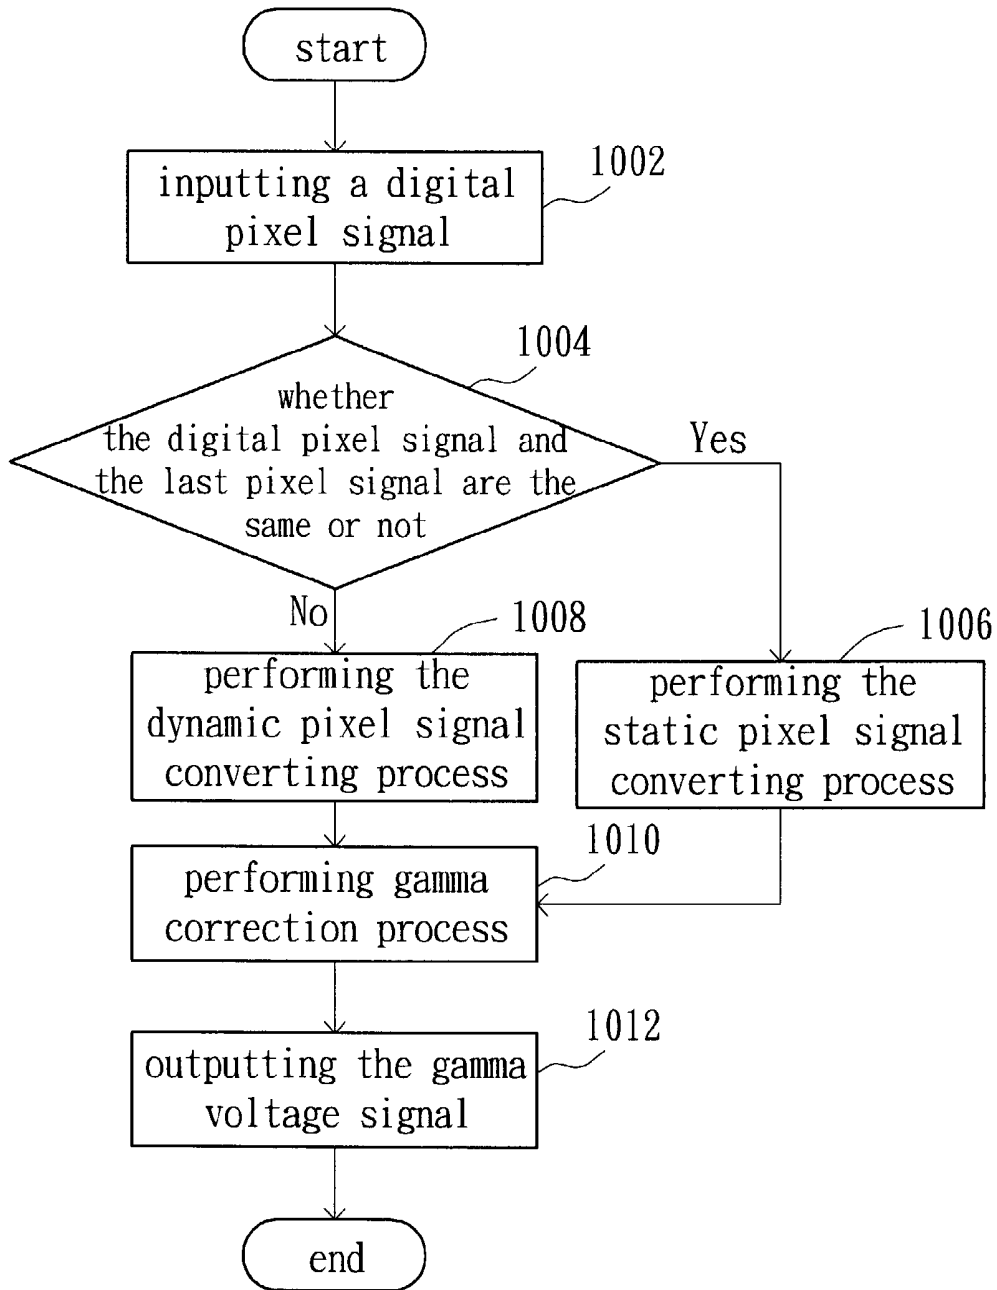 start
1002
inputting a digital
pixel signal
1004
whether
the digital pixel signal and
the last pixel signal are the
same or not
Yes
No
1008
performing the
dynamic pixel signal
converting process
1006
performing the
static pixel signal
converting process
1010
performing gamma
correction process
1012
outputting the gamma
voltage signal
end